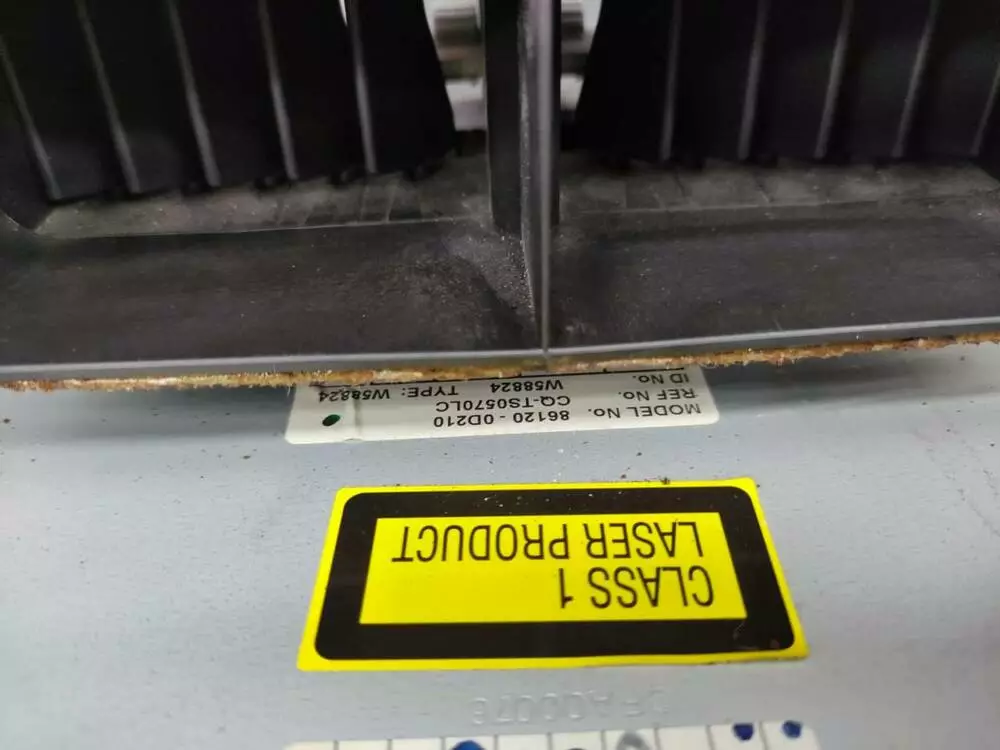 MODEL No. 86120 - 0D210
REF No. CQ-TS0570LC
ID No. W58824 TYPE: W58824
CLASS 1
LASER PRODUCT